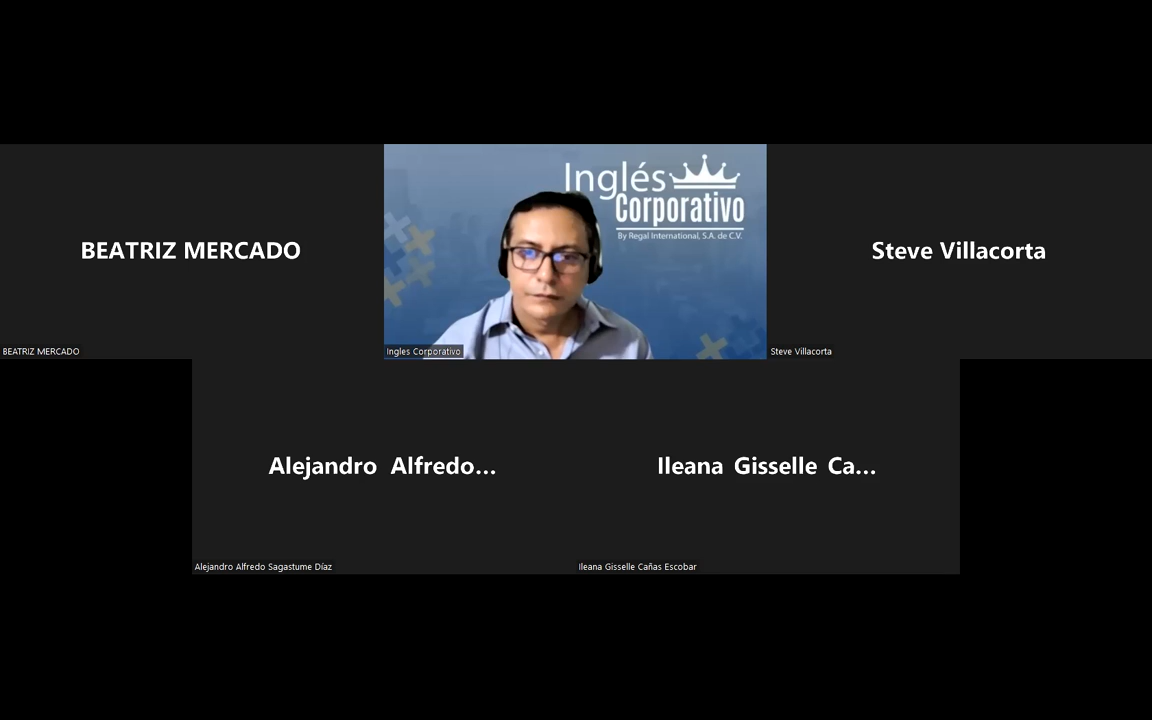 BEATRIZ MERCADO
BEATRIZ MERCADO
Inglés
Corporativo
By Regal International, S.A. de C.V.
Ingles Corporativo
Steve Villacorta
Steve Villacorta
Alejandro Alfredo...
Alejandro Alfredo Sagastume Díaz
Ileana Gisselle Ca...
Ileana Gisselle Cañas Escobar